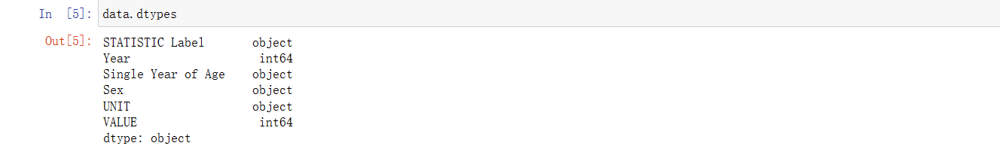 In [5]: data.dtypes
Out[5]: STATISTIC Label object
Year int64
Single Year of Age object
Sex object
UNIT object
VALUE int64
dtype: object